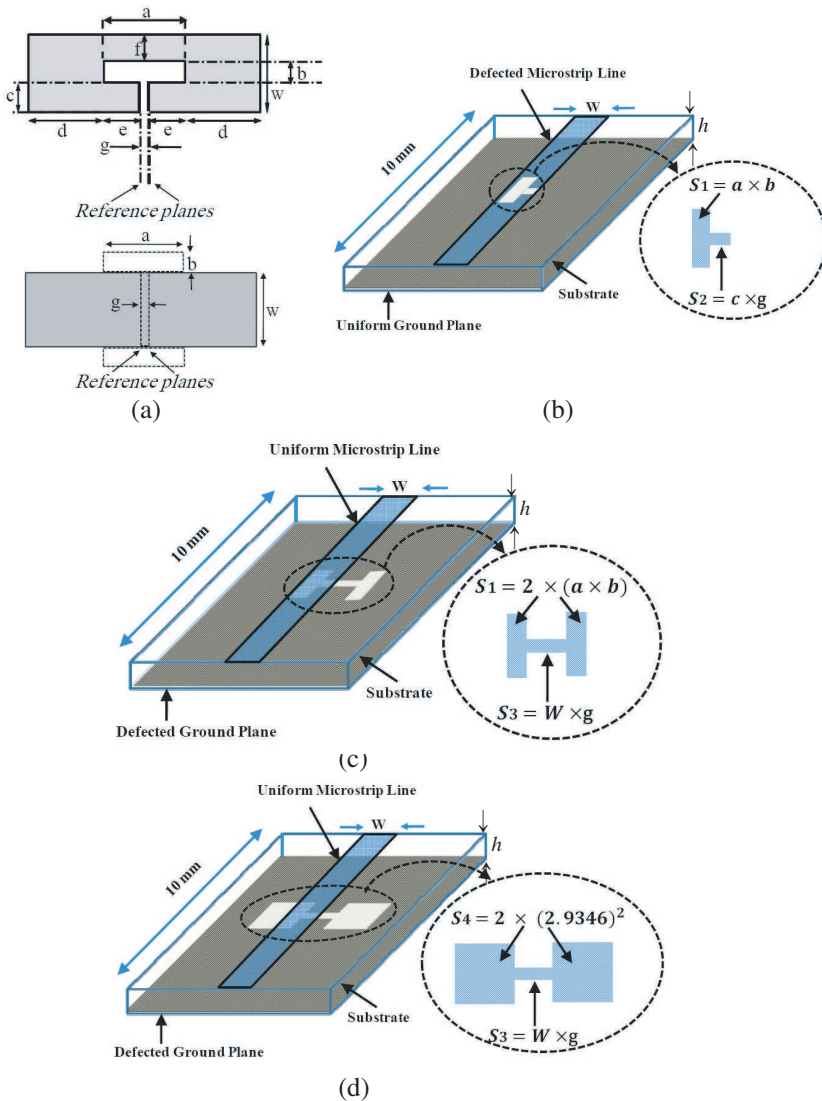 a
f
b
c
W
d
e
e
d
g
Reference planes
a
b
g
W
Reference planes
(a)
Defected Microstrip Line
W
h
10 mm
S1 = a × b
S2 = c × g
Substrate
Uniform Ground Plane
(b)
Uniform Microstrip Line
W
h
10 mm
S1 = 2 × (a × b)
S3 = W × g
Substrate
Defected Ground Plane
(c)
Uniform Microstrip Line
W
h
10 mm
S4 = 2 × (2.9346)²
S3 = W × g
Substrate
Defected Ground Plane
(d)